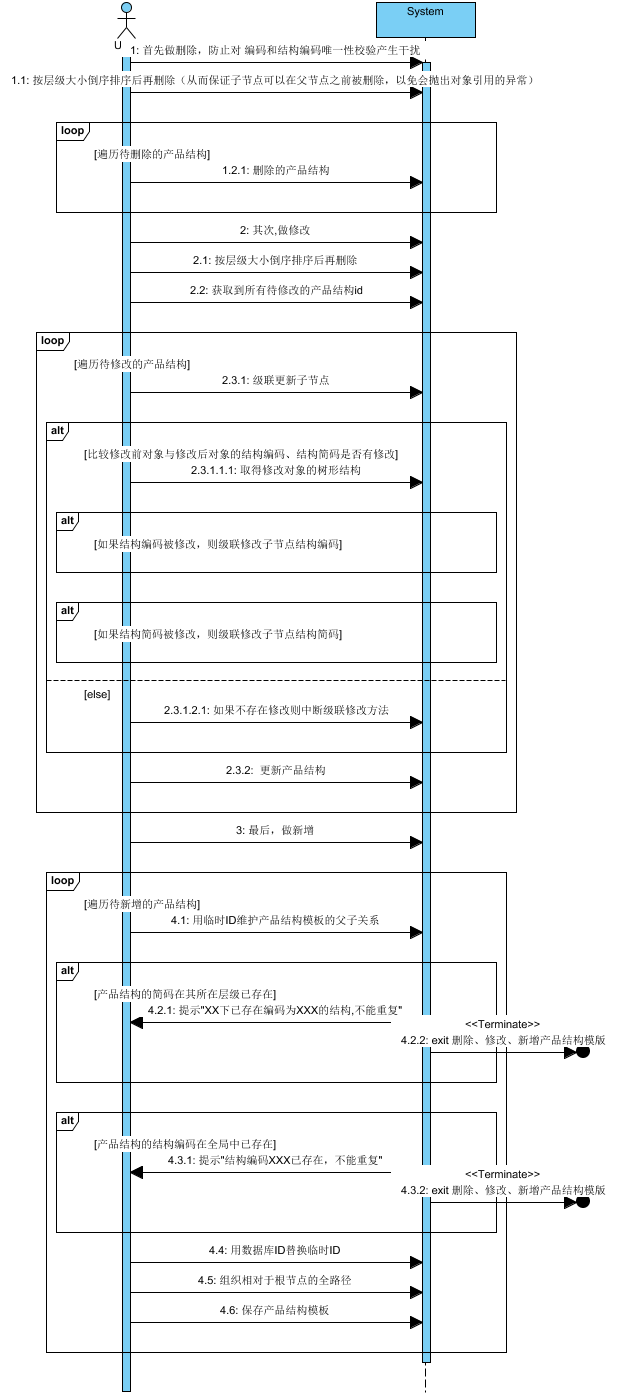 System
U
1: 首先做删除，防止对 编码和结构编码唯一性校验产生干扰
1.1: 按层级大小倒序排序后再删除（从而保证子节点可以在父节点之前被删除，以免会抛出对象引用的异常）
loop
[遍历待删除的产品结构]
1.2.1: 删除的产品结构
2: 其次,做修改
2.1: 按层级大小倒序排序后再删除
2.2: 获取到所有待修改的产品结构id
loop
[遍历待修改的产品结构]
2.3.1: 级联更新子节点
alt
[比较修改前对象与修改后对象的结构编码、结构简码是否有修改]
2.3.1.1.1: 取得修改对象的树形结构
alt
[如果结构编码被修改，则级联修改子节点结构编码]
alt
[如果结构简码被修改，则级联修改子节点结构简码]
[else]
2.3.1.2.1: 如果不存在修改则中断级联修改方法
2.3.2: 更新产品结构
3: 最后，做新增
loop
[遍历待新增的产品结构]
4.1: 用临时ID维护产品结构模板的父子关系
alt
[产品结构的简码在其所在层级已存在]
4.2.1: 提示"XX下已存在编码为XXX的结构,不能重复"
<<Terminate>>
4.2.2: exit 删除、修改、新增产品结构模版
alt
[产品结构的结构编码在全局中已存在]
4.3.1: 提示"结构编码XXX已存在，不能重复"
<<Terminate>>
4.3.2: exit 删除、修改、新增产品结构模版
4.4: 用数据库ID替换临时ID
4.5: 组织相对于根节点的全路径
4.6: 保存产品结构模板